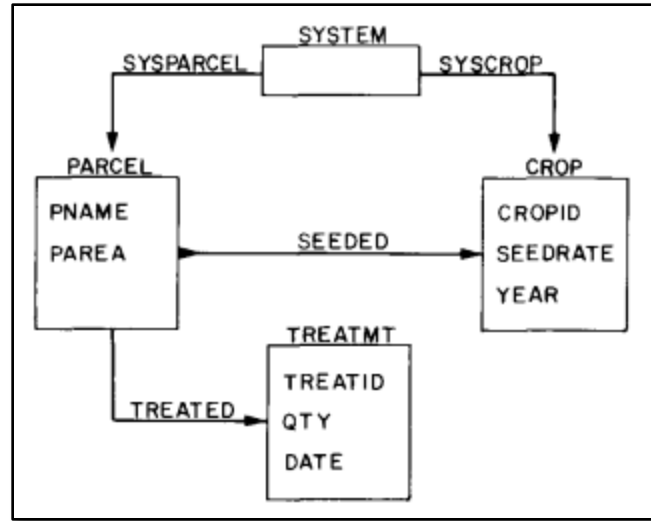 SYSTEM
SYSPARCEL
SYSCROP
PARCEL
PNAME
PAREA
SEEDED
CROP
CROPID
SEEDRATE
YEAR
TREATED
TREATMT
TREATID
QTY
DATE